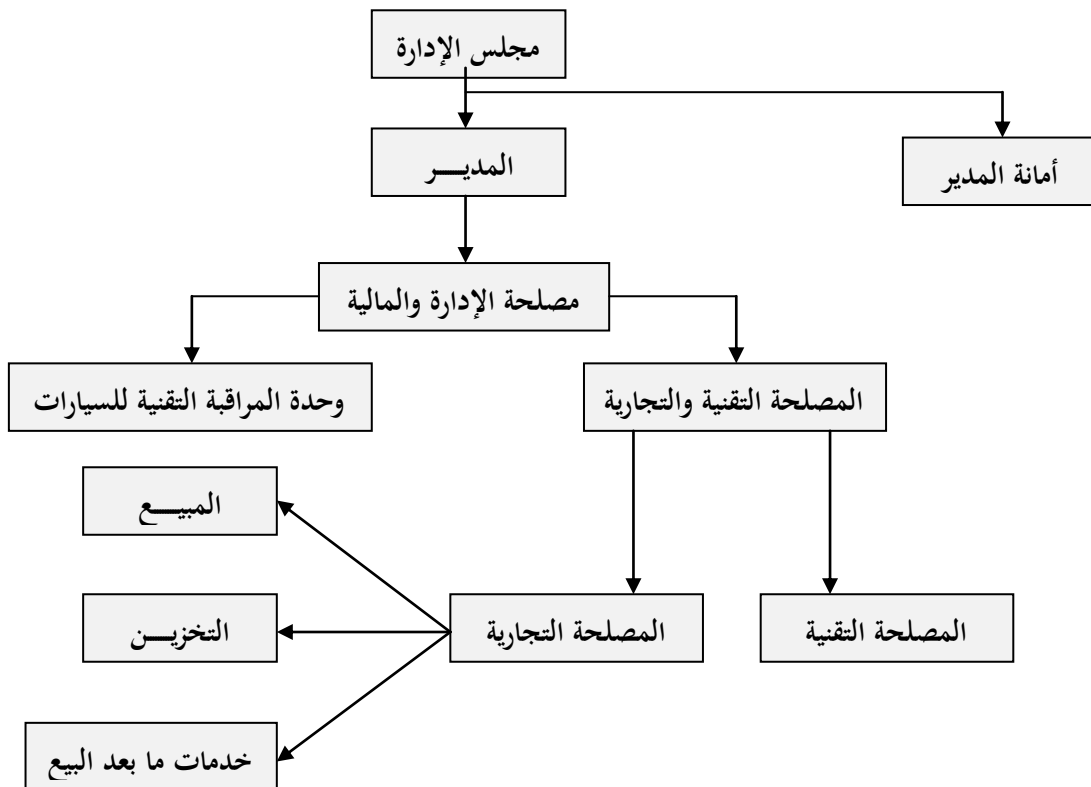 مجلس الإدارة
المديـــر
أمانة المدير
مصلحة الإدارة والمالية
المصلحة التقنية والتجارية
وحدة المراقبة التقنية للسيارات
المبيـــع
التخزيـــن
المصلحة التجارية
المصلحة التقنية
خدمات ما بعد البيع